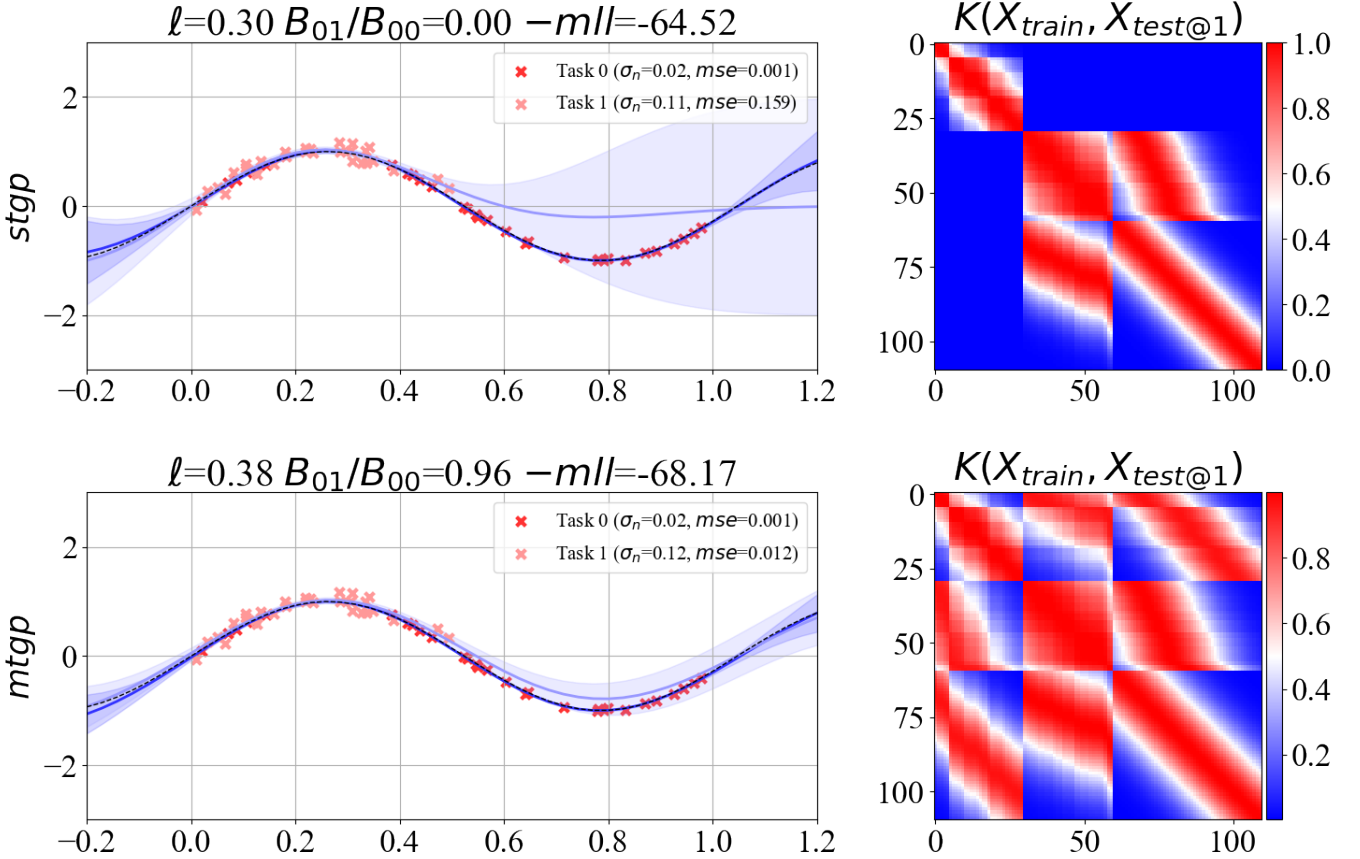 ℓ=0.30 B₀₁/B₀₀=0.00 −mll=-64.52
K(X_train, X_test@1)
Task 0 (σₙ=0.02, mse=0.001)
Task 1 (σₙ=0.11, mse=0.159)
stgp
2
0
−2
−0.2 0.0 0.2 0.4 0.6 0.8 1.0 1.2
0
25
50
75
100
0 50 100
1.0
0.8
0.6
0.4
0.2
0.0
ℓ=0.38 B₀₁/B₀₀=0.96 −mll=-68.17
K(X_train, X_test@1)
Task 0 (σₙ=0.02, mse=0.001)
Task 1 (σₙ=0.12, mse=0.012)
mtgp
2
0
−2
−0.2 0.0 0.2 0.4 0.6 0.8 1.0 1.2
0
25
50
75
100
0 50 100
0.8
0.6
0.4
0.2